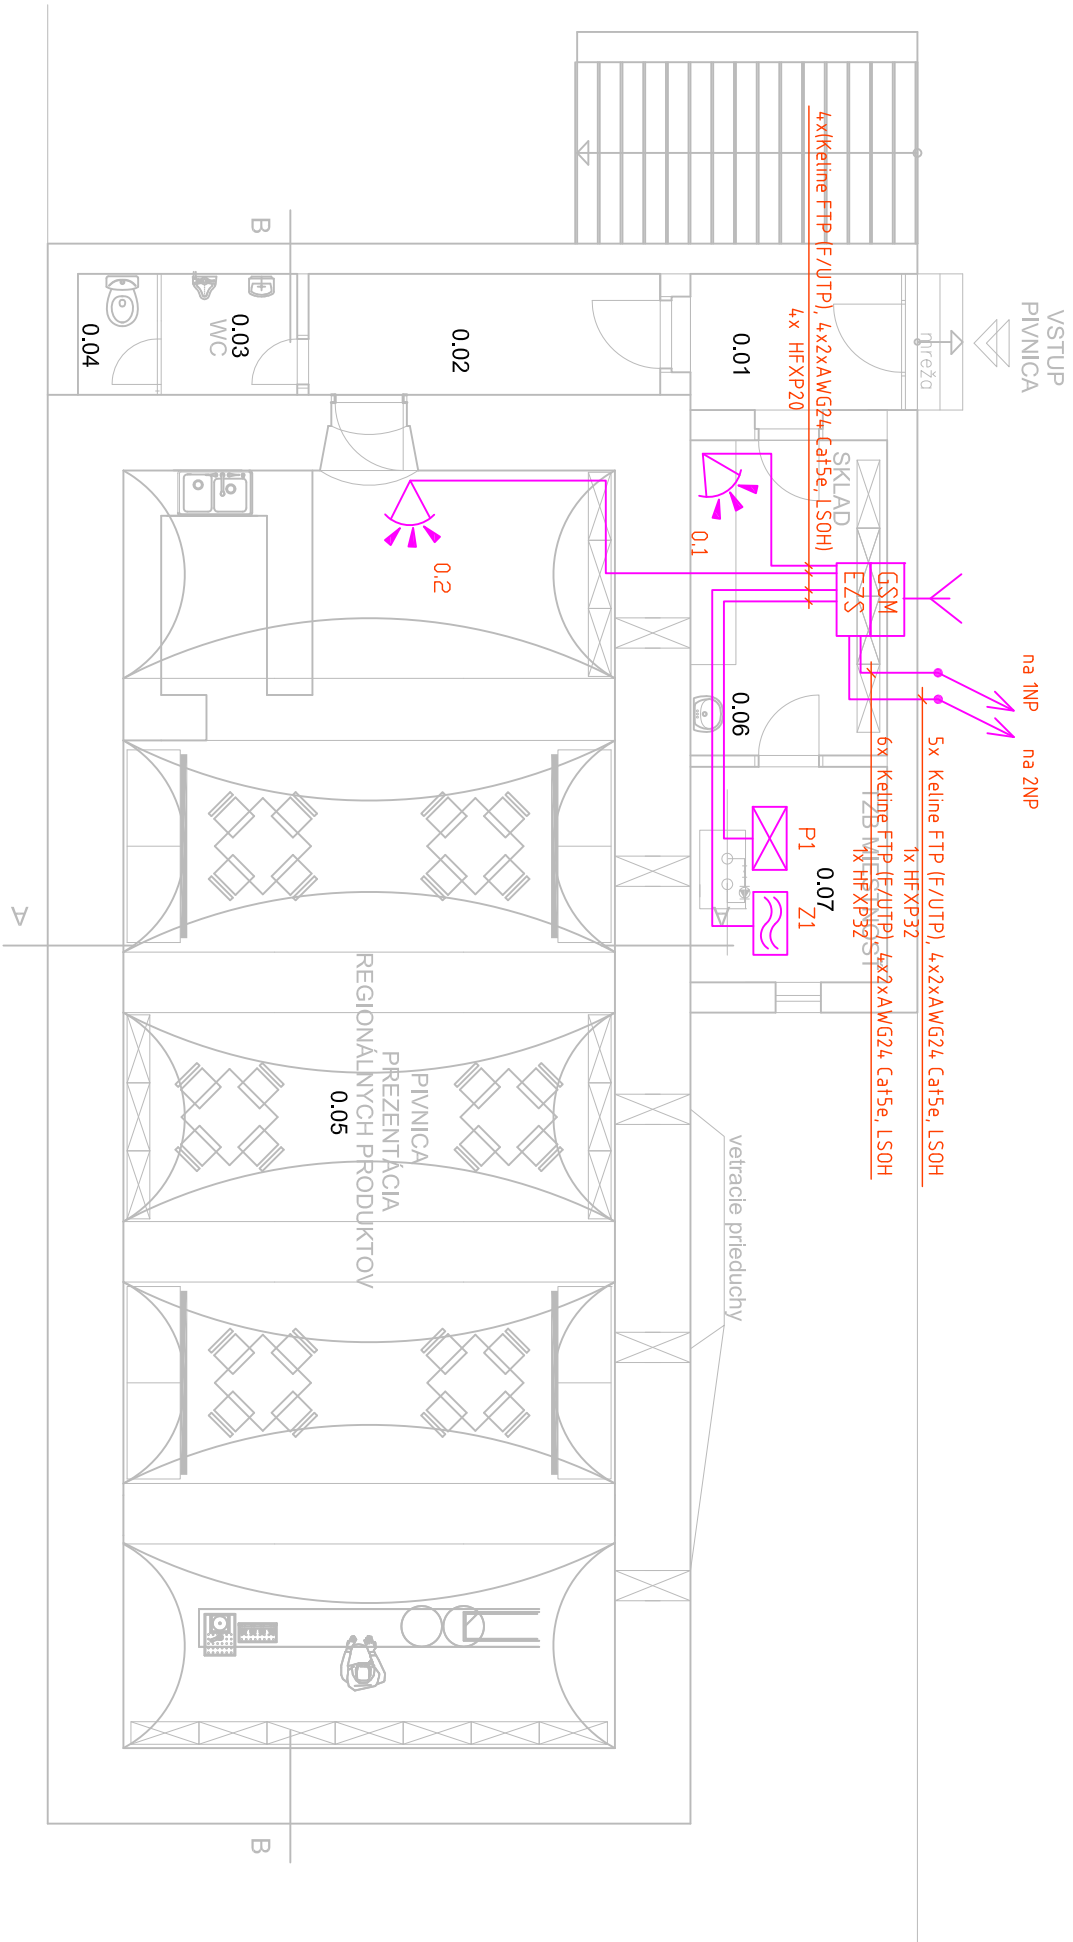 VSTUP
PIVNICA
mreža
4x(Keline FTP (F/UTP), 4x2xAWG24 Cat5e, LSOH)
4x HFXP20
0.01
SKLAD
0.02
B
0.03
WC
0.04
0.1
0.2
GSM
EZS
na 1NP
na 2NP
5x Keline FTP (F/UTP), 4x2xAWG24 Cat5e, LSOH
1x HFXP32
6x Keline FTP (F/UTP), 4x2xAWG24 Cat5e, LSOH
1x HFXP32
0.06
P1
Z1
0.07
A
A
PIVNICA
PREZENTÁCIA
REGIONÁLNYCH PRODUKTOV
0.05
vetracie prieduchy
B